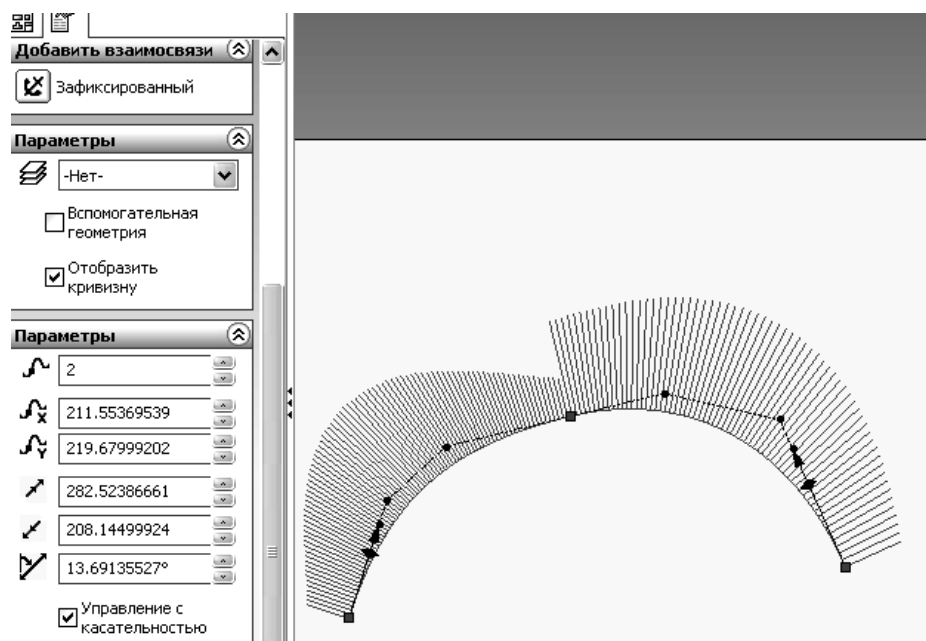 Добавить взаимосвязи
Зафиксированный
Параметры
-Нет-
Вспомогательная
геометрия
Отобразить
кривизну
Параметры
2
211.55369539
219.67999202
282.52386661
208.14499924
13.69135527°
Управление с
касательностью